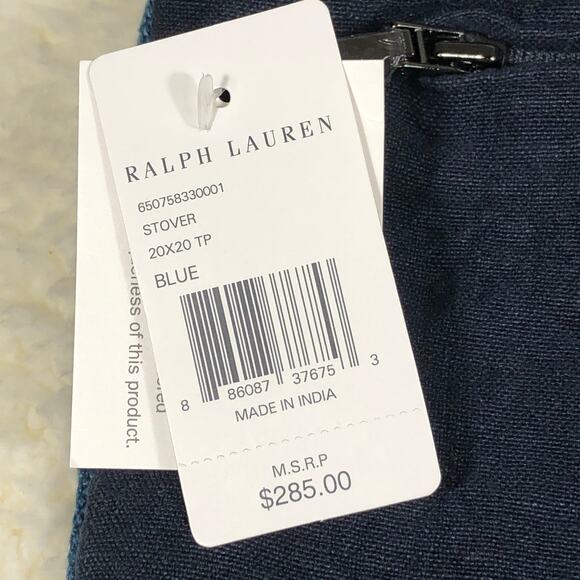 RALPH LAUREN
650758330001
STOVER
20X20 TP
BLUE
8 86087 37675 3
MADE IN INDIA
M.S.R.P
$285.00
of this product.